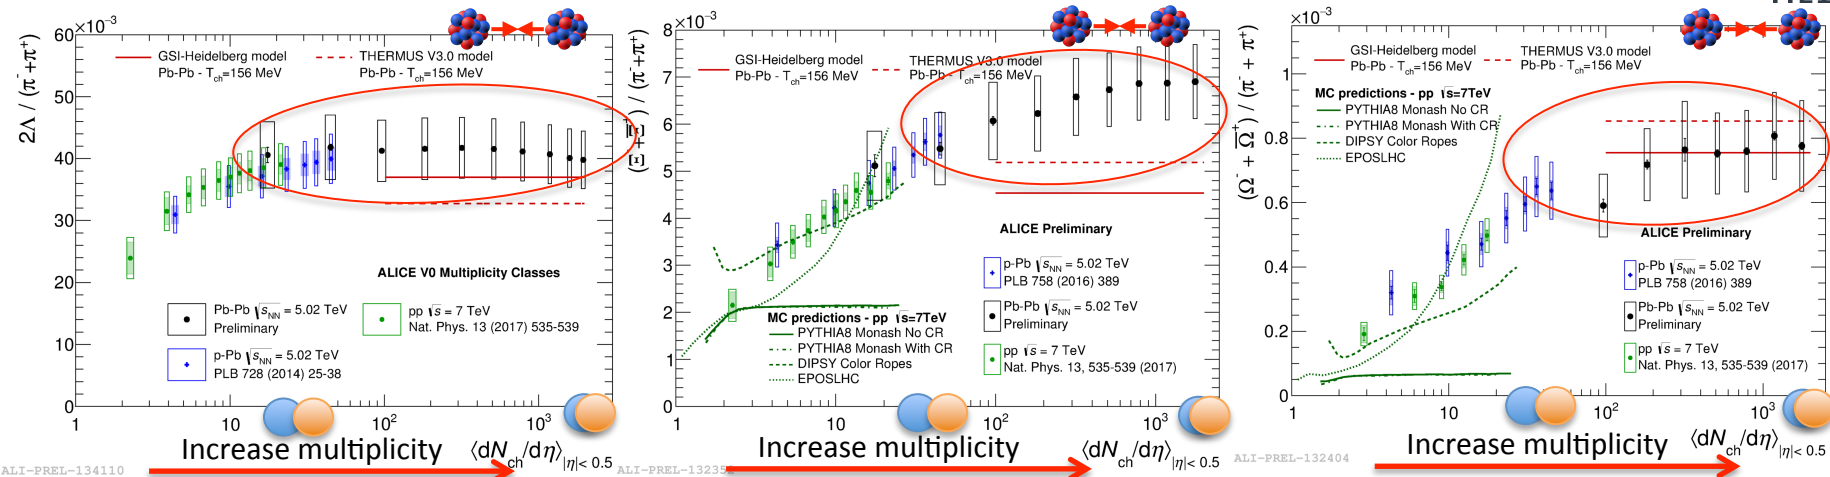 ×10⁻³
2Λ / (π⁻+π⁺)
60
50
40
30
20
10
0
GSI-Heidelberg model
Pb-Pb - T_ch=156 MeV
THERMUS V3.0 model
Pb-Pb - T_ch=156 MeV
ALICE V0 Multiplicity Classes
Pb-Pb √s_NN = 5.02 TeV
Preliminary
pp √s = 7 TeV
Nat. Phys. 13 (2017) 535-539
p-Pb √s_NN = 5.02 TeV
PLB 728 (2014) 25-38
1 10 10² 10³
Increase multiplicity
⟨dN_ch/dη⟩_|η|< 0.5
ALI-PREL-134110
×10⁻³
) / (π⁻+π⁺)
8
7
6
5
4
3
2
1
0
GSI-Heidelberg model
Pb-Pb - T_ch=156 MeV
THERMUS V3.0 model
Pb-Pb - T_ch=156 MeV
ALICE Preliminary
p-Pb √s_NN = 5.02 TeV
PLB 758 (2016) 389
Pb-Pb √s_NN = 5.02 TeV
Preliminary
pp √s = 7 TeV
Nat. Phys. 13, 535-539 (2017)
MC predictions - pp √s=7TeV
PYTHIA8 Monash No CR
PYTHIA8 Monash With CR
DIPSY Color Ropes
EPOSLHC
1 10 10² 10³
Increase multiplicity
⟨dN_ch/dη⟩_|η|< 0.5
ALI-PREL-13235
×10⁻³
(Ω⁻ + Ω̅⁺) / (π⁻ + π⁺)
1
0.8
0.6
0.4
0.2
0
GSI-Heidelberg model
Pb-Pb - T_ch=156 MeV
THERMUS V3.0 model
Pb-Pb - T_ch=156 MeV
MC predictions - pp √s=7TeV
PYTHIA8 Monash No CR
PYTHIA8 Monash With CR
DIPSY Color Ropes
EPOSLHC
ALICE Preliminary
p-Pb √s_NN = 5.02 TeV
PLB 758 (2016) 389
Pb-Pb √s_NN = 5.02 TeV
Preliminary
pp √s = 7 TeV
Nat. Phys. 13, 535-539 (2017)
1 10 10² 10³
Increase multiplicity
⟨dN_ch/dη⟩_|η|< 0.5
ALI-PREL-132404